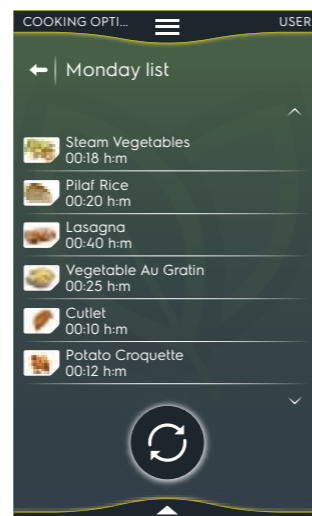 COOKING OPTI... USER
Monday list
Steam Vegetables
00:18 h:m
Pilaf Rice
00:20 h:m
Lasagna
00:40 h:m
Vegetable Au Gratin
00:25 h:m
Cutlet
00:10 h:m
Potato Croquette
00:12 h:m